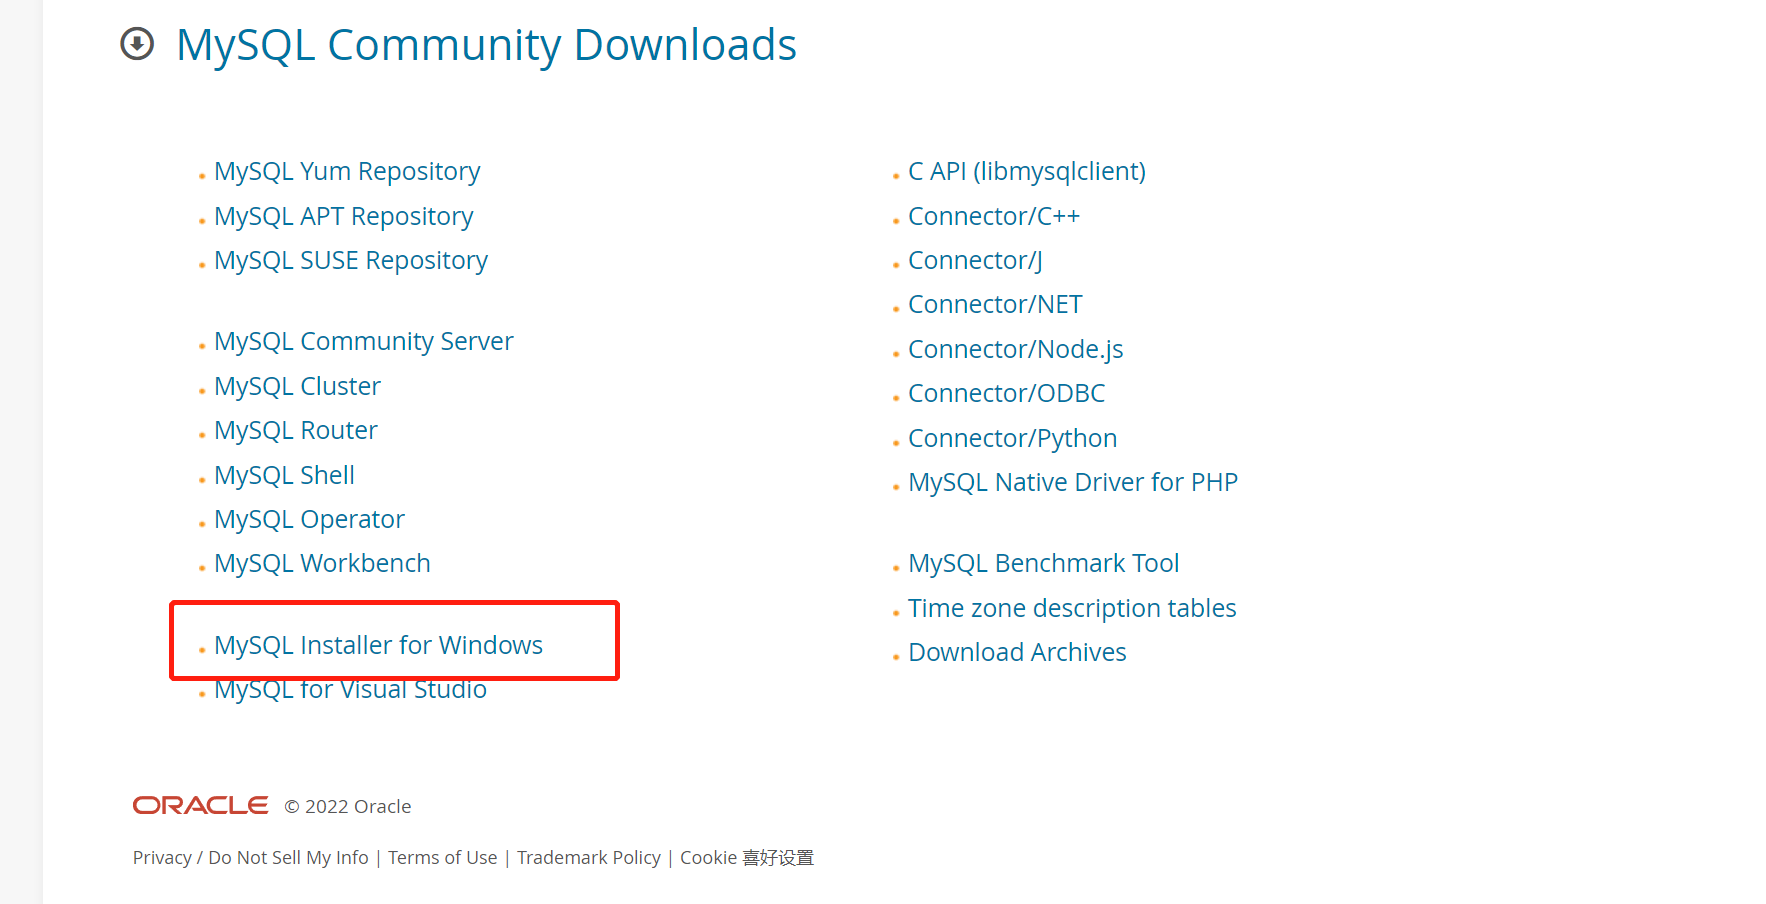 MySQL Community Downloads
MySQL Yum Repository
MySQL APT Repository
MySQL SUSE Repository
MySQL Community Server
MySQL Cluster
MySQL Router
MySQL Shell
MySQL Operator
MySQL Workbench
MySQL Installer for Windows
MySQL for Visual Studio
C API (libmysqlclient)
Connector/C++
Connector/J
Connector/NET
Connector/Node.js
Connector/ODBC
Connector/Python
MySQL Native Driver for PHP
MySQL Benchmark Tool
Time zone description tables
Download Archives
ORACLE © 2022 Oracle
Privacy / Do Not Sell My Info | Terms of Use | Trademark Policy | Cookie 喜好设置